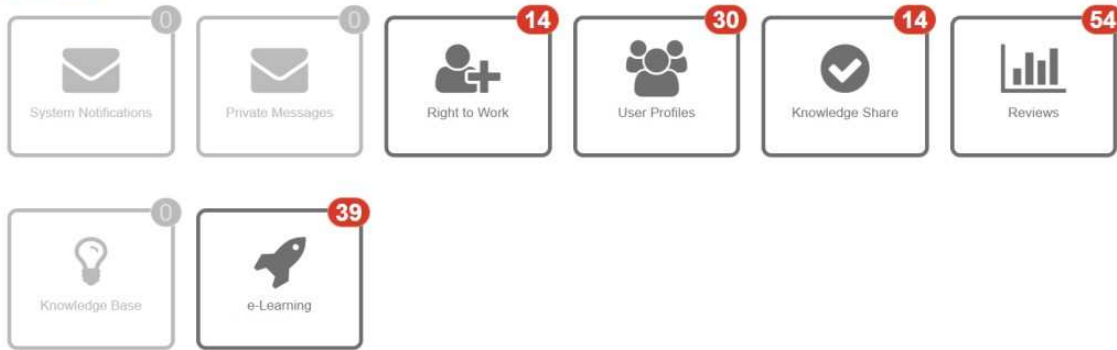 0 0 14 30 14 54
System Notifications Private Messages Right to Work User Profiles Knowledge Share Reviews
0 39
Knowledge Base e-Learning